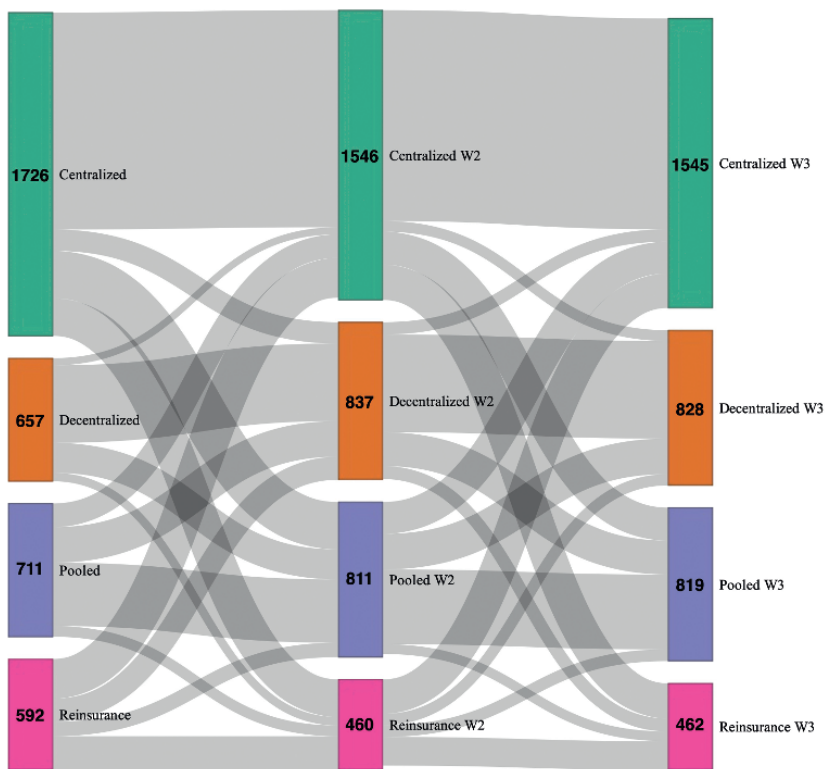 1726 Centralized
657 Decentralized
711 Pooled
592 Reinsurance
1546 Centralized W2
837 Decentralized W2
811 Pooled W2
460 Reinsurance W2
1545 Centralized W3
828 Decentralized W3
819 Pooled W3
462 Reinsurance W3